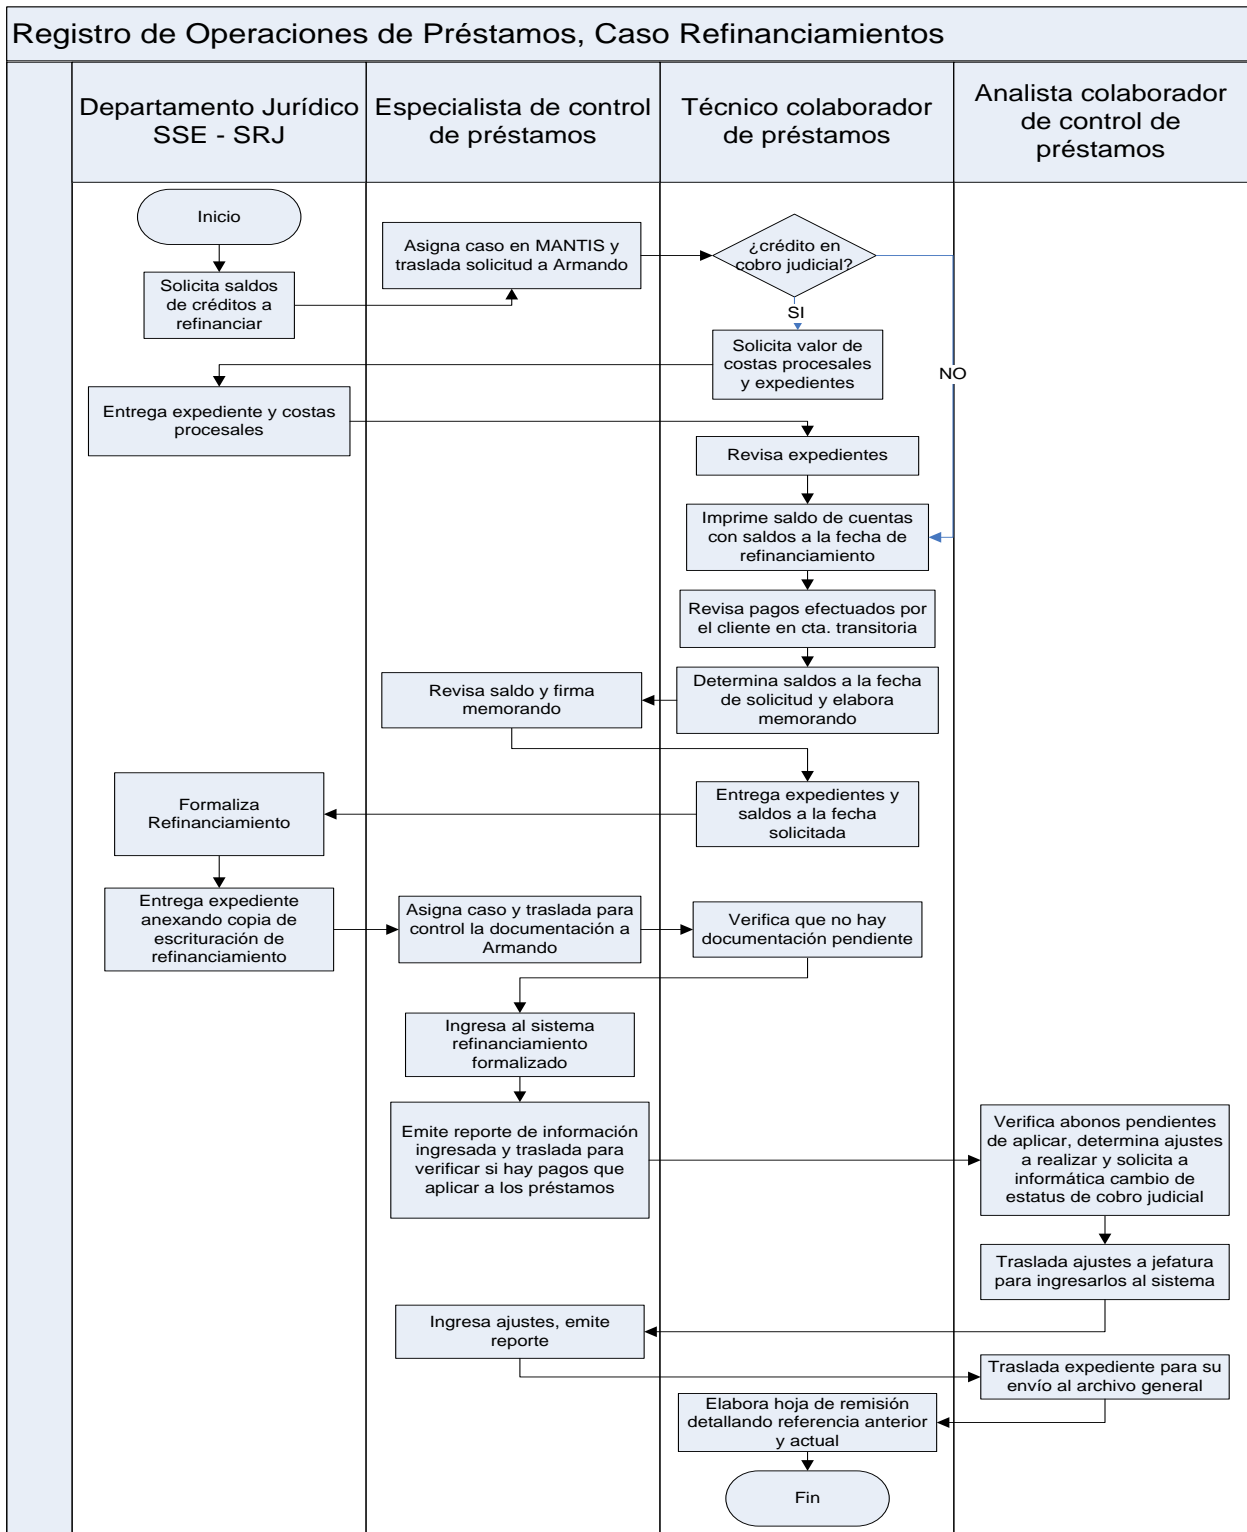 Registro de Operaciones de Préstamos, Caso Refinanciamientos
Departamento Jurídico
SSE - SRJ
Especialista de control
de préstamos
Técnico colaborador
de préstamos
Analista colaborador
de control de
préstamos
Inicio
Solicita saldos
de créditos a
refinanciar
Asigna caso en MANTIS y
traslada solicitud a Armando
¿crédito en
cobro judicial?
SI
NO
Solicita valor de
costas procesales
y expedientes
Entrega expediente y costas
procesales
Revisa expedientes
Imprime saldo de cuentas
con saldos a la fecha de
refinanciamiento
Revisa pagos efectuados por
el cliente en cta. transitoria
Determina saldos a la fecha
de solicitud y elabora
memorando
Revisa saldo y firma
memorando
Entrega expedientes y
saldos a la fecha
solicitada
Formaliza
Refinanciamiento
Entrega expediente
anexando copia de
escrituración de
refinanciamiento
Asigna caso y traslada para
control la documentación a
Armando
Verifica que no hay
documentación pendiente
Ingresa al sistema
refinanciamiento
formalizado
Emite reporte de información
ingresada y traslada para
verificar si hay pagos que
aplicar a los préstamos
Verifica abonos pendientes
de aplicar, determina ajustes
a realizar y solicita a
informática cambio de
estatus de cobro judicial
Traslada ajustes a jefatura
para ingresarlos al sistema
Ingresa ajustes, emite
reporte
Traslada expediente para su
envío al archivo general
Elabora hoja de remisión
detallando referencia anterior
y actual
Fin